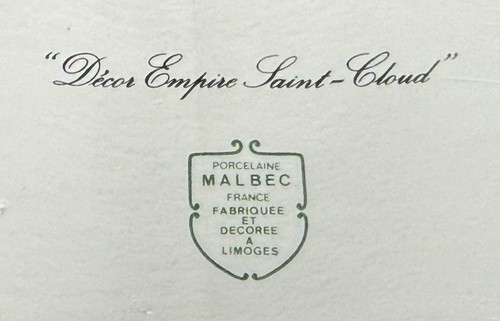 "Décor Empire Saint-Cloud"
PORCELAINE
MALBEC
FRANCE
FABRIQUEE
ET
DECOREE
A
LIMOGES